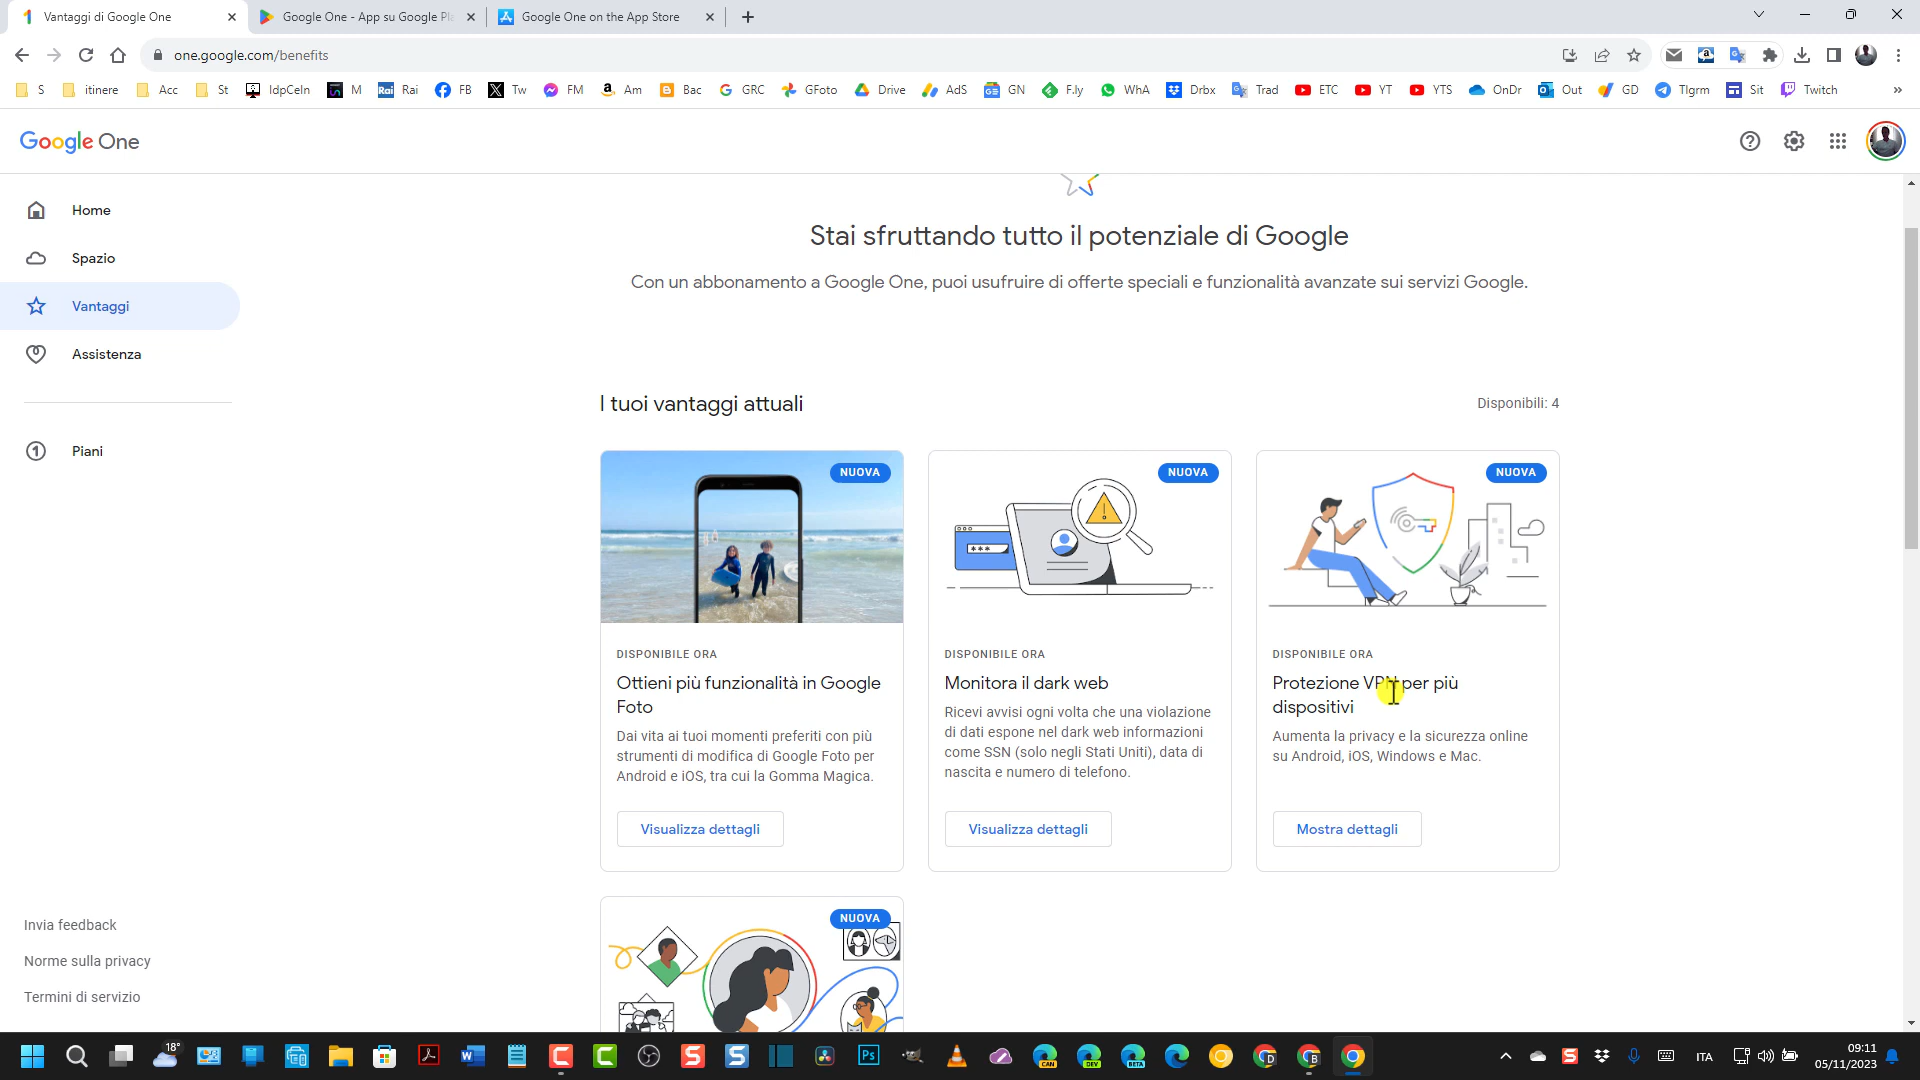 Vantaggi di Google One
Google One - App su Google Pl
Google One on the App Store
one.google.com/benefits
S
itinere
Acc
St
IdpCeIn
M
Rai
FB
Tw
FM
Am
Bac
GRC
GFoto
Drive
AdS
GN
F.ly
WhA
Drbx
Trad
ETC
YT
YTS
OnDr
Out
GD
Tlgrm
Sit
Twitch
Google One
Home
Spazio
Vantaggi
Assistenza
Piani
Invia feedback
Norme sulla privacy
Termini di servizio
Stai sfruttando tutto il potenziale di Google
Con un abbonamento a Google One, puoi usufruire di offerte speciali e funzionalità avanzate sui servizi Google.
I tuoi vantaggi attuali
Disponibili: 4
NUOVA
DISPONIBILE ORA
Ottieni più funzionalità in Google
Foto
Dai vita ai tuoi momenti preferiti con più
strumenti di modifica di Google Foto per
Android e iOS, tra cui la Gomma Magica.
Visualizza dettagli
NUOVA
***
DISPONIBILE ORA
Monitora il dark web
Ricevi avvisi ogni volta che una violazione
di dati espone nel dark web informazioni
come SSN (solo negli Stati Uniti), data di
nascita e numero di telefono.
Visualizza dettagli
NUOVA
DISPONIBILE ORA
Protezione VPN per più
dispositivi
Aumenta la privacy e la sicurezza online
su Android, iOS, Windows e Mac.
Mostra dettagli
NUOVA
18°
CAN
DEV
BETA
D
B
ITA
09:11
05/11/2023